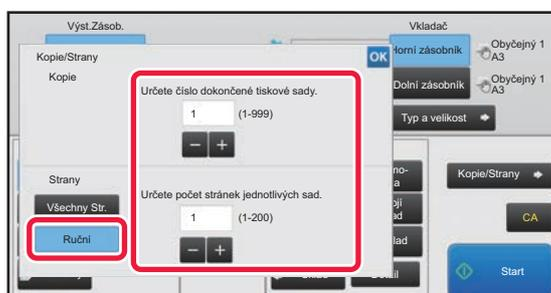 Výst.Zásob.
Vkladač
Kopie/Strany
OK
Horní zásobník
Obyčejný 1
A3
Kopie
Určete číslo dokončené tiskové sady.
Dolní zásobník
Obyčejný 1
A3
1
(1-999)
Typ a velikost
Strany
Kopie/Strany
Určete počet stránek jednotlivých sad.
Všechny Str.
1
(1-200)
CA
Ruční
Start